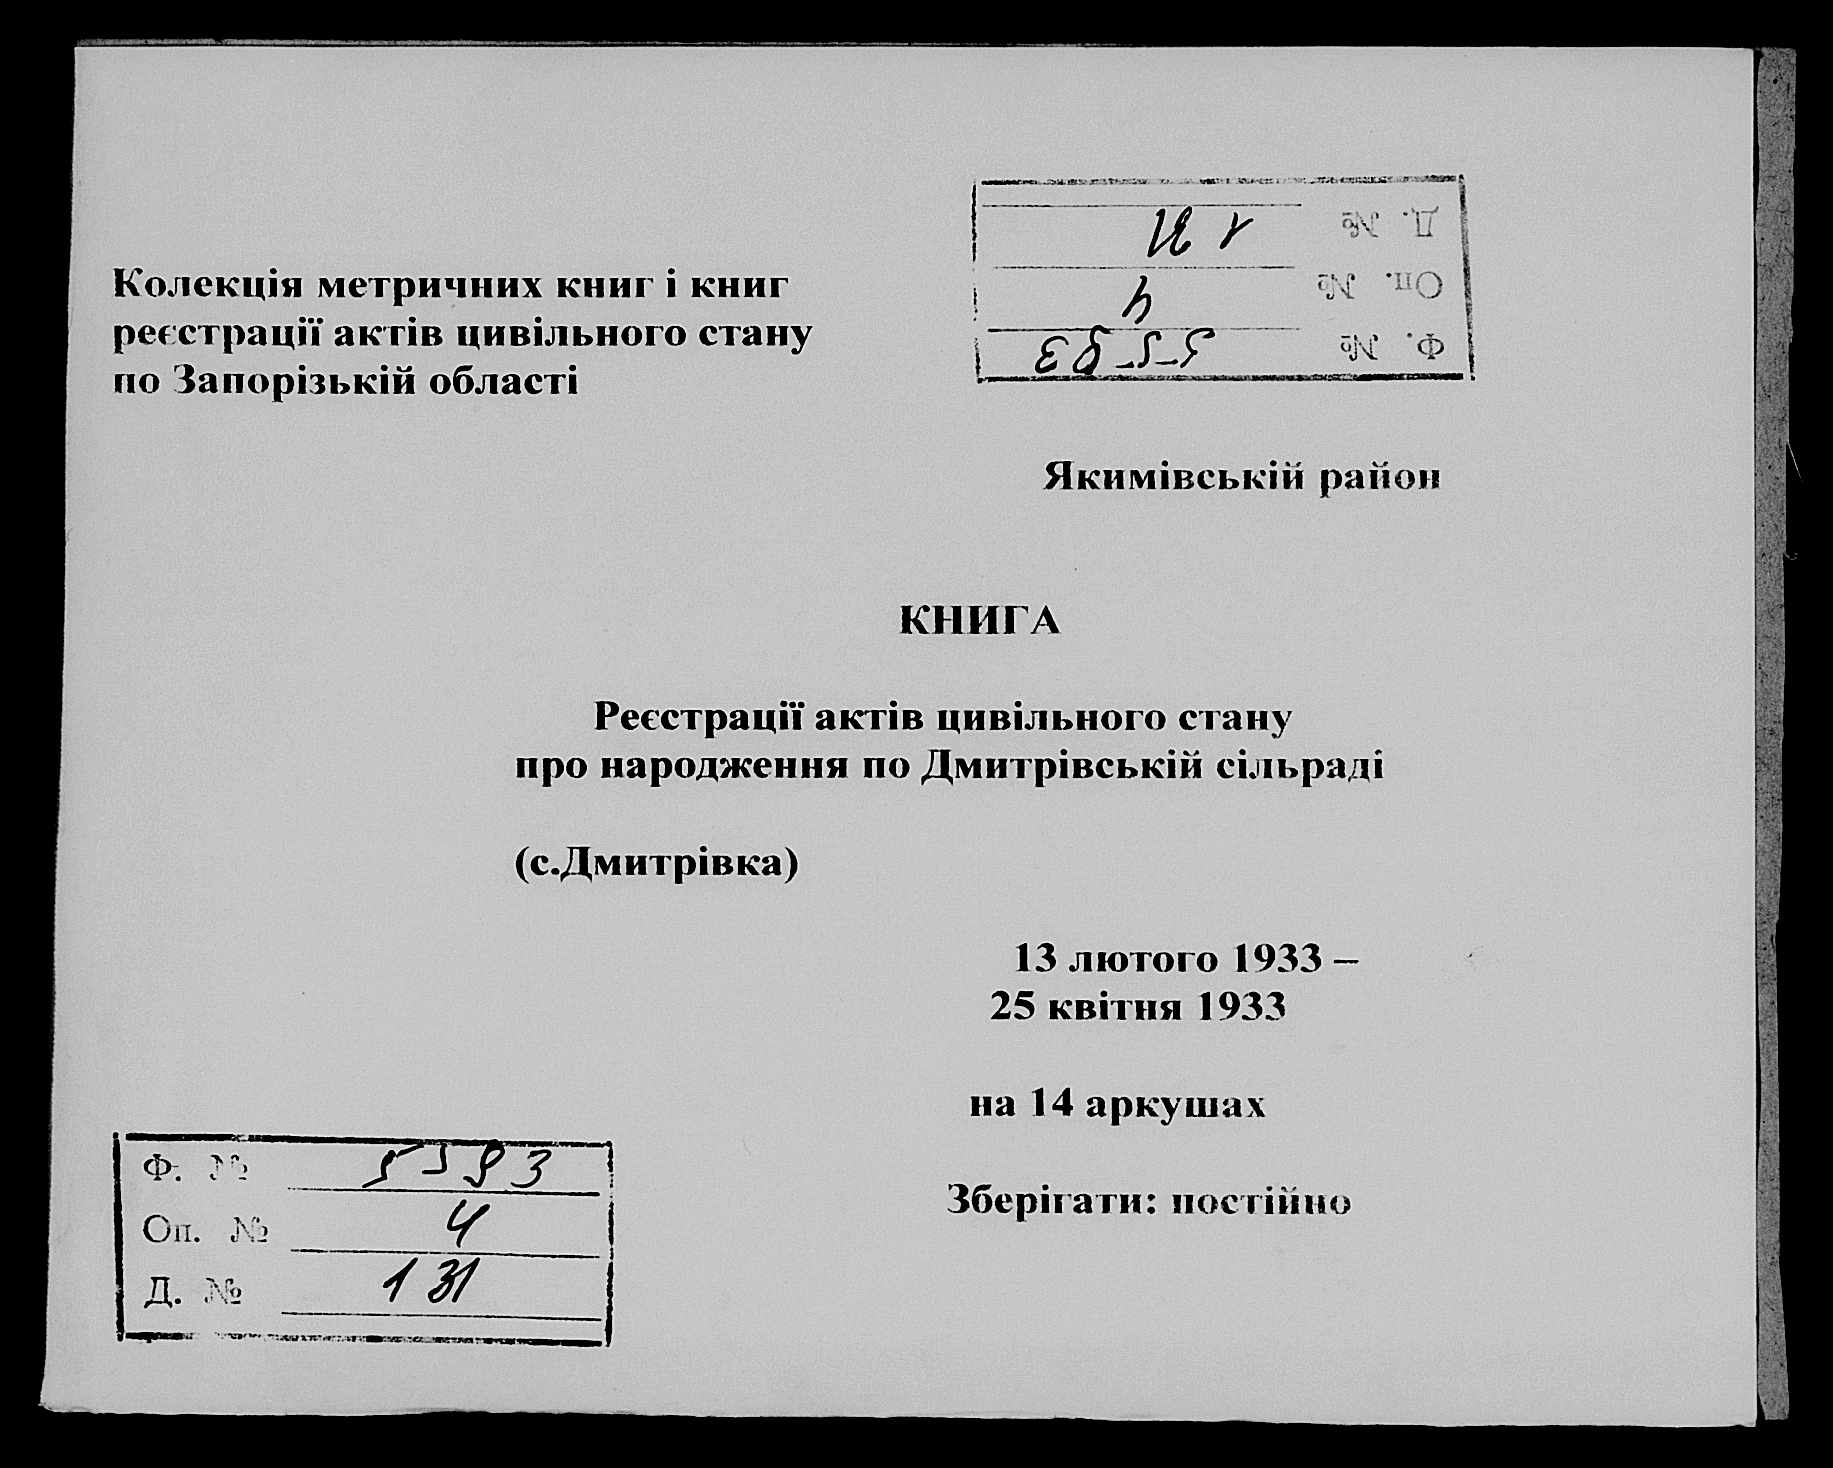 Колекція метричних книг і книг
реєстрації актів цивільного стану
по Запорізькій області
Д. № 131
Оп. № 4
Ф. № 5593
Якимівській район
КНИГА
Реєстрації актів цивільного стану
про народження по Дмитрівській сільраді
(с.Дмитрівка)
13 лютого 1933 –
25 квітня 1933
на 14 аркушах
Зберігати: постійно
Ф. № 5593
Оп. № 4
Д. № 131